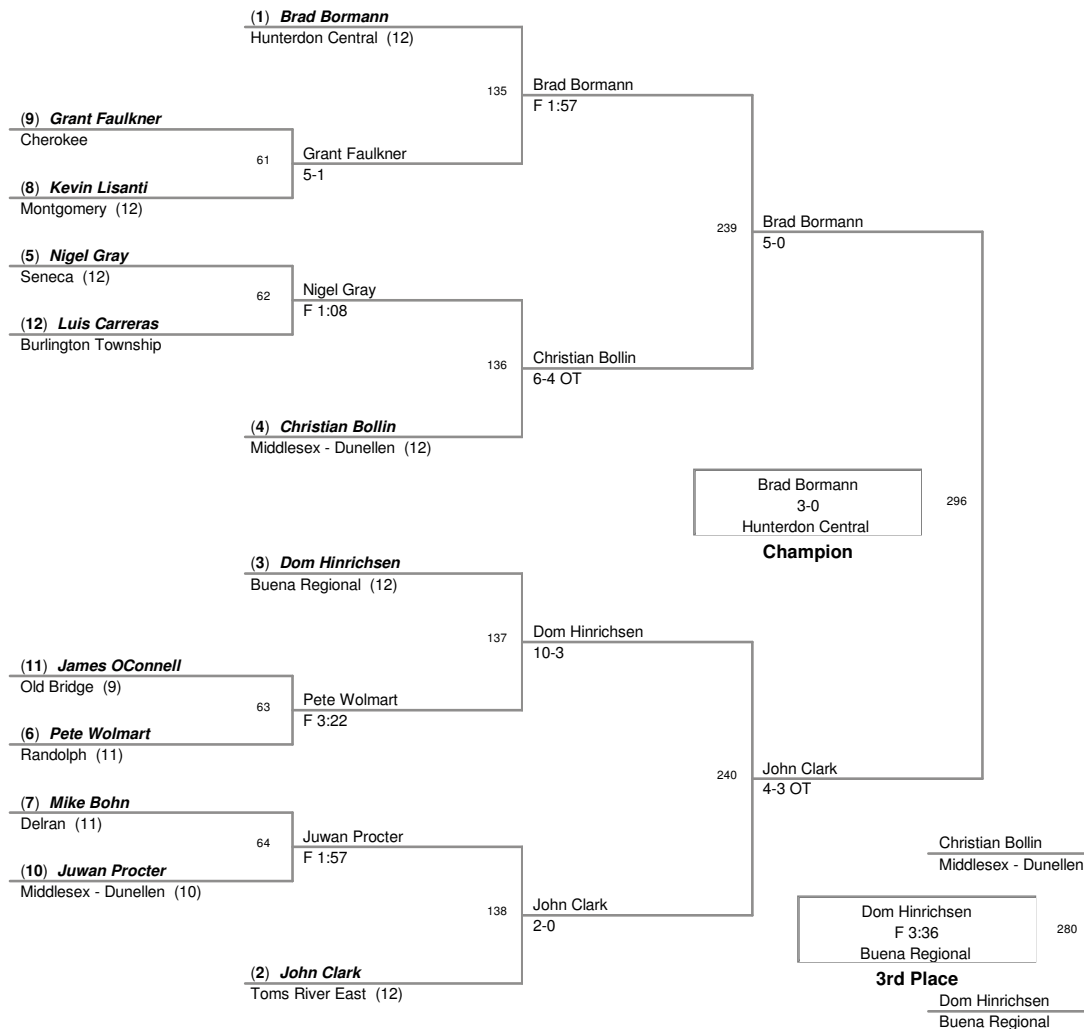 (1) Brad Bormann
Hunterdon Central (12)
135
Brad Bormann
F 1:57
(9) Grant Faulkner
Cherokee
61
Grant Faulkner
5-1
(8) Kevin Lisanti
Montgomery (12)
239
Brad Bormann
5-0
(5) Nigel Gray
Seneca (12)
62
Nigel Gray
F 1:08
(12) Luis Carreras
Burlington Township
136
Christian Bollin
6-4 OT
(4) Christian Bollin
Middlesex - Dunellen (12)
Brad Bormann
3-0
Hunterdon Central
296
Champion
(3) Dom Hinrichsen
Buena Regional (12)
137
Dom Hinrichsen
10-3
(11) James OConnell
Old Bridge (9)
63
Pete Wolmart
F 3:22
(6) Pete Wolmart
Randolph (11)
240
John Clark
4-3 OT
(7) Mike Bohn
Delran (11)
64
Juwan Procter
F 1:57
(10) Juwan Procter
Middlesex - Dunellen (10)
138
John Clark
2-0
(2) John Clark
Toms River East (12)
Christian Bollin
Middlesex - Dunellen
Dom Hinrichsen
F 3:36
Buena Regional
280
3rd Place
Dom Hinrichsen
Buena Regional